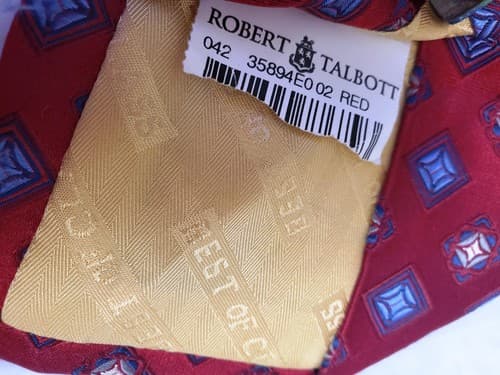 ROBERT TALBOTT
042 35894E0 02 RED
BEST OF C